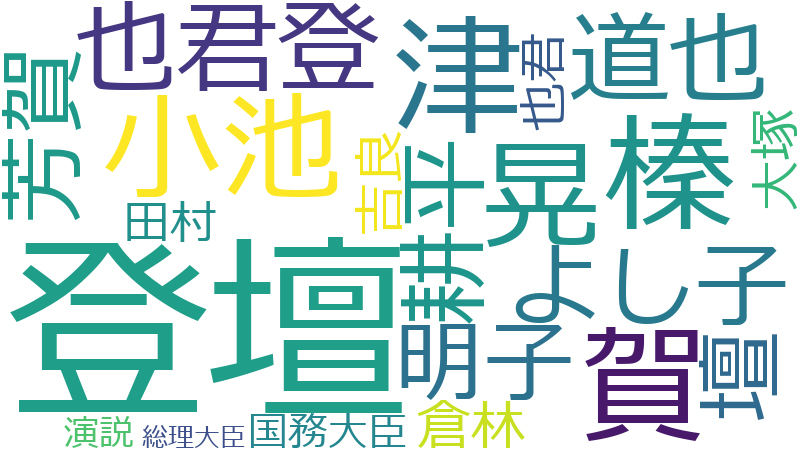 也君登
津
道也
也君
芳賀
小池
吉良
耕平
晃
榛
大塚
田村
登壇
よし子
明子
賀
壇
演説
総理大臣
国務大臣
倉林